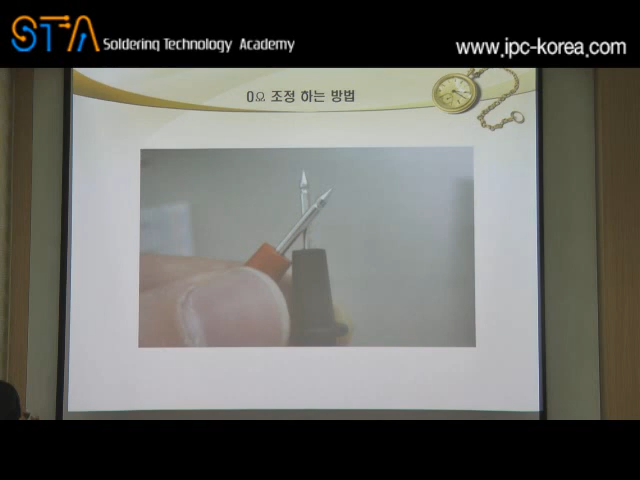 STA Soldering Technology Academy
www.ipc-korea.com
0Ω 조정 하는 방법